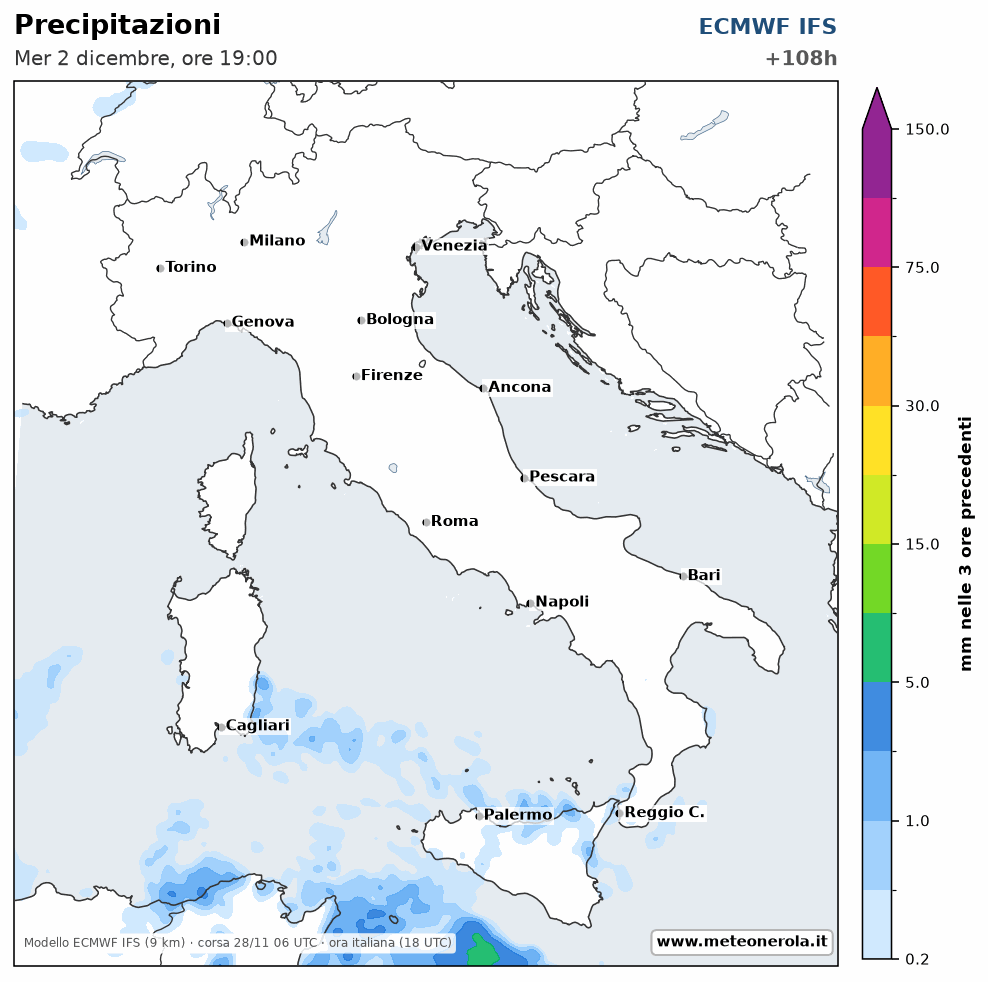 Precipitazioni
ECMWF IFS
Mer 2 dicembre, ore 19:00
+108h
150.0
75.0
30.0
15.0
5.0
1.0
0.2
mm nelle 3 ore precedenti
Milano
Venezia
Torino
Genova
Bologna
Firenze
Ancona
Pescara
Roma
Bari
Napoli
Cagliari
Palermo
Reggio C.
Modello ECMWF IFS (9 km) · corsa 28/11 06 UTC · ora italiana (18 UTC)
www.meteonerola.it